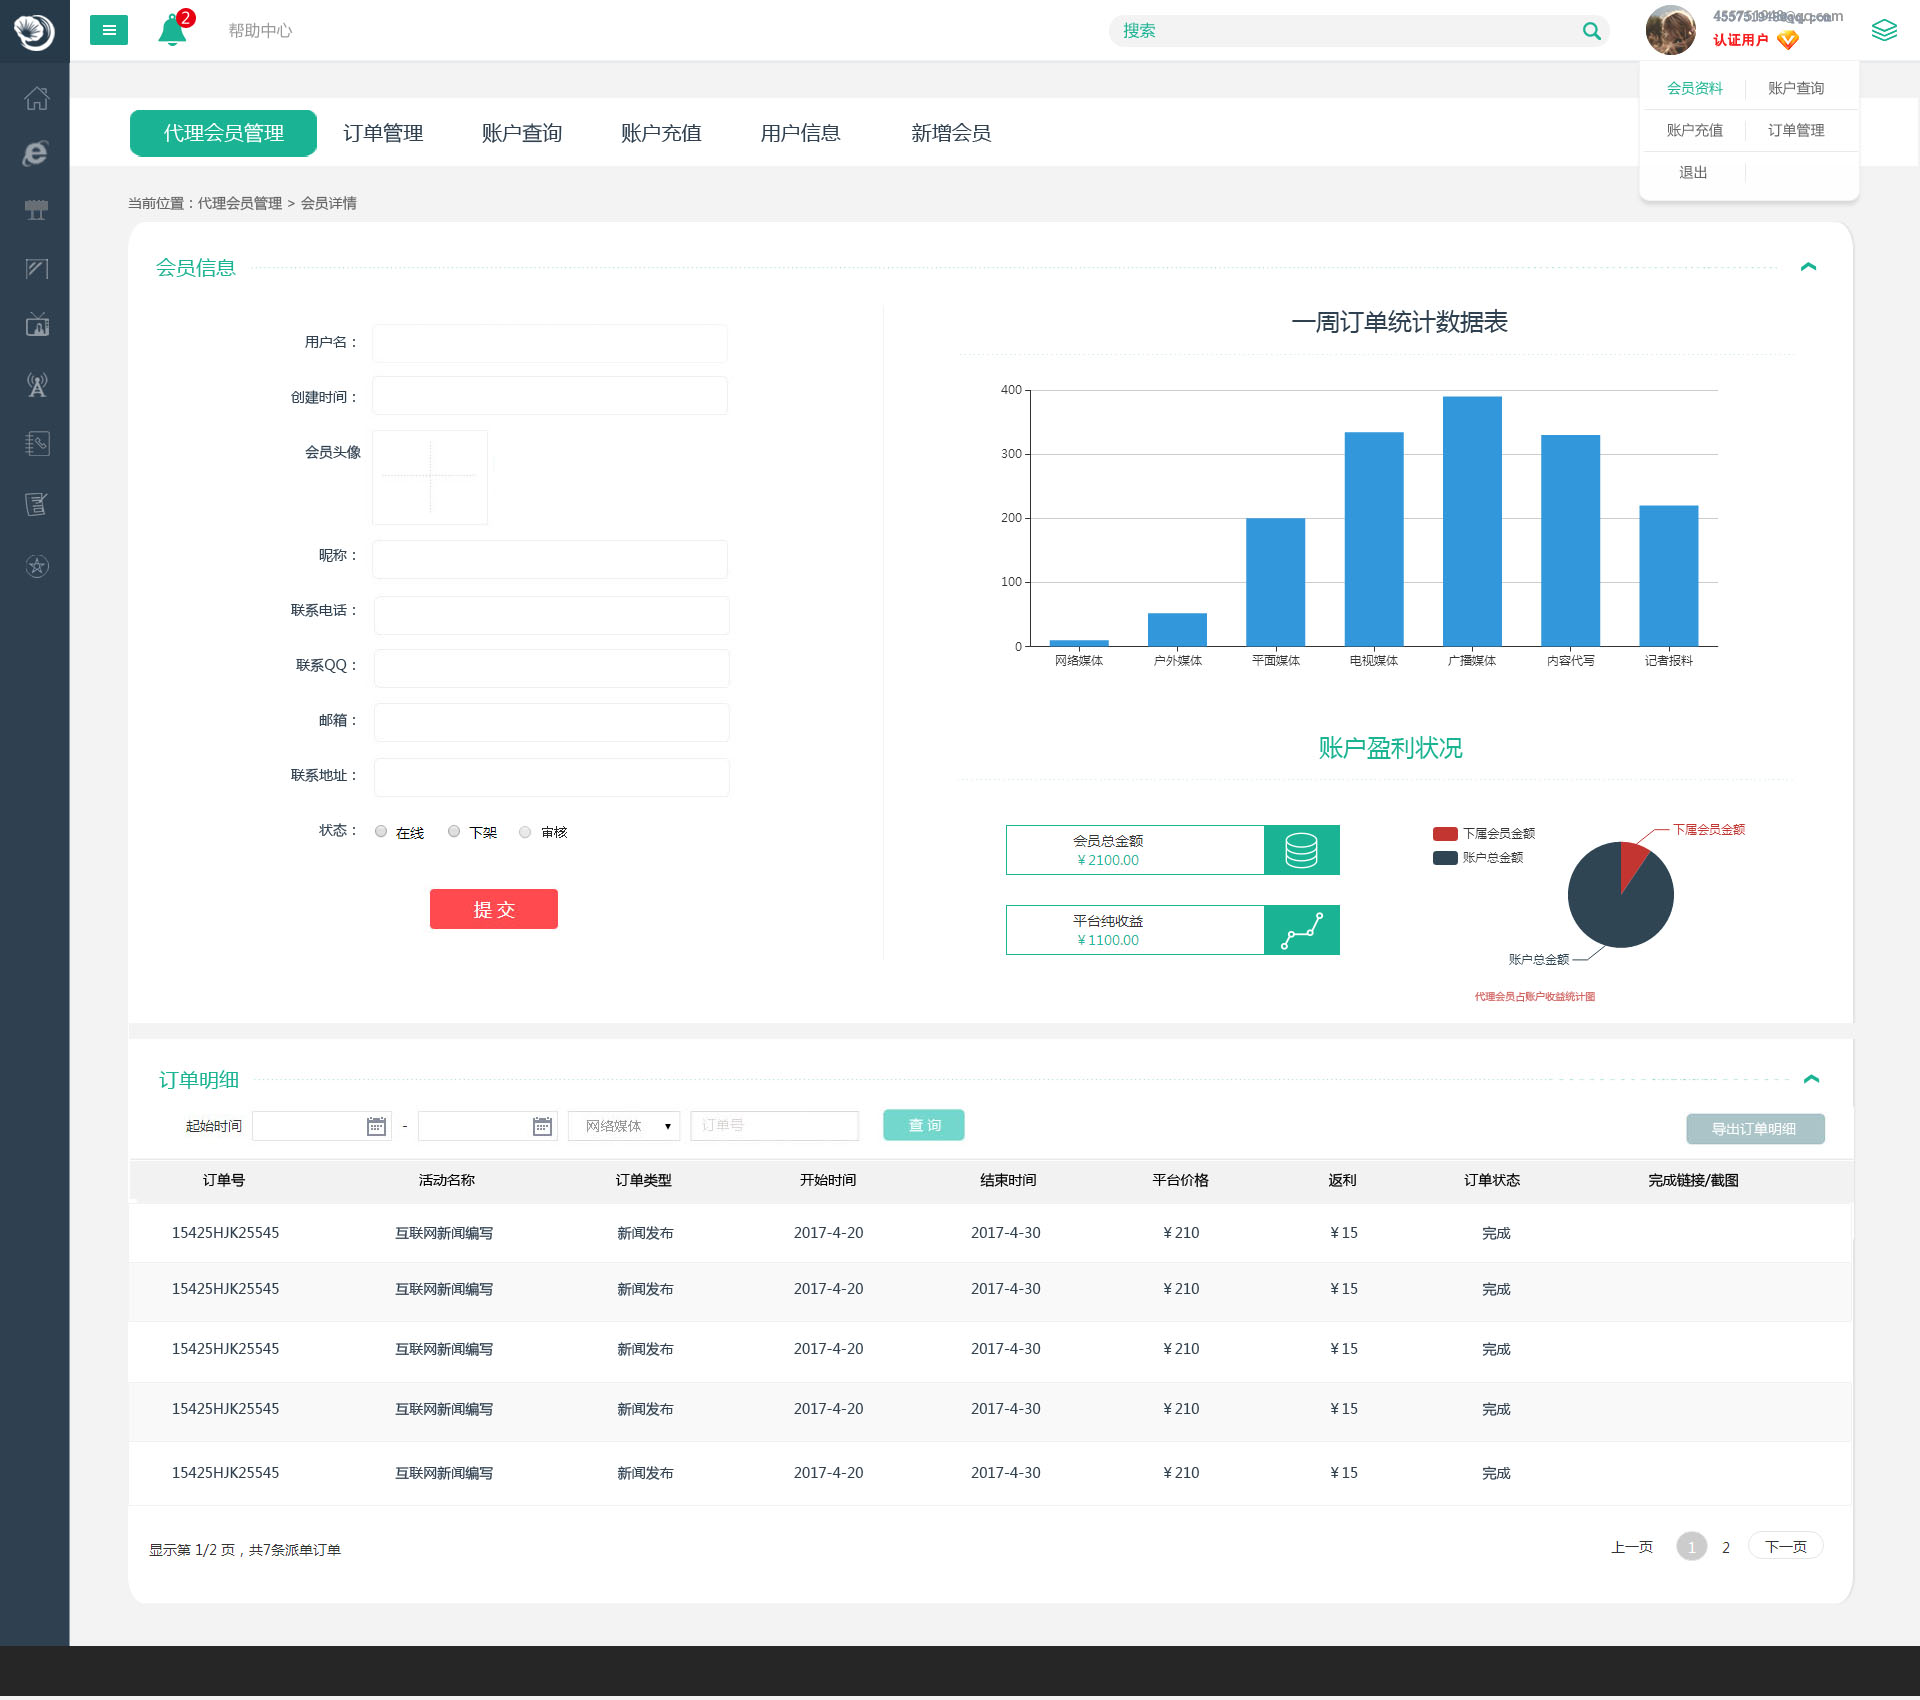 2
帮助中心
搜索
认证用户
会员资料 账户查询
账户充值 订单管理
退出
代理会员管理 订单管理 账户查询 账户充值 用户信息 新增会员
当前位置：代理会员管理 > 会员详情
会员信息
用户名：
创建时间：
会员头像
昵称：
联系电话：
联系QQ：
邮箱：
联系地址：
状态： 在线 下架 审核
提 交
一周订单统计数据表
400
300
200
100
0
网络媒体 户外媒体 平面媒体 电视媒体 广播媒体 内容代写 记者报料
账户盈利状况
会员总金额
￥2100.00
平台纯收益
￥1100.00
下属会员金额
账户总金额
下属会员金额
账户总金额
代理会员占账户收益统计图
订单明细
起始时间 - 网络媒体 订单号 查 询 导出订单明细
订单号 活动名称 订单类型 开始时间 结束时间 平台价格 返利 订单状态 完成链接/截图
15425HJK25545 互联网新闻编写 新闻发布 2017-4-20 2017-4-30 ￥210 ￥15 完成
15425HJK25545 互联网新闻编写 新闻发布 2017-4-20 2017-4-30 ￥210 ￥15 完成
15425HJK25545 互联网新闻编写 新闻发布 2017-4-20 2017-4-30 ￥210 ￥15 完成
15425HJK25545 互联网新闻编写 新闻发布 2017-4-20 2017-4-30 ￥210 ￥15 完成
15425HJK25545 互联网新闻编写 新闻发布 2017-4-20 2017-4-30 ￥210 ￥15 完成
显示第 1/2 页，共7条派单订单
上一页 1 2 下一页